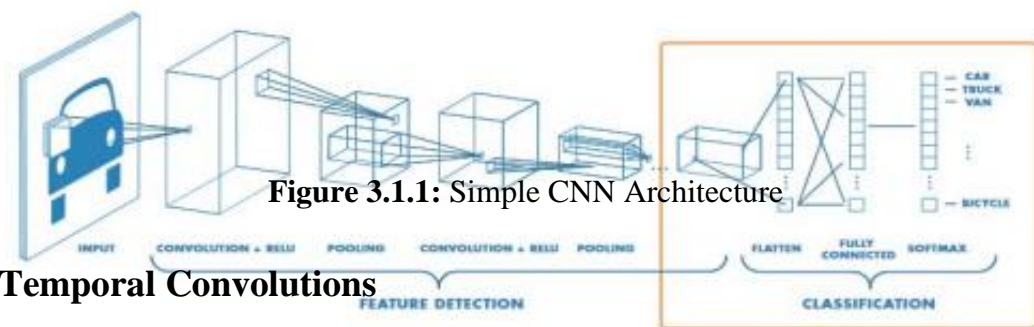 CAR
TRUCK
VAN
Figure 3.1.1: Simple CNN Architecture
BICYCLE
INPUT CONVOLUTION + RELU POOLING CONVOLUTION + RELU POOLING FLATTEN FULLY CONNECTED SOFTMAX
Temporal Convolutions
FEATURE DETECTION CLASSIFICATION